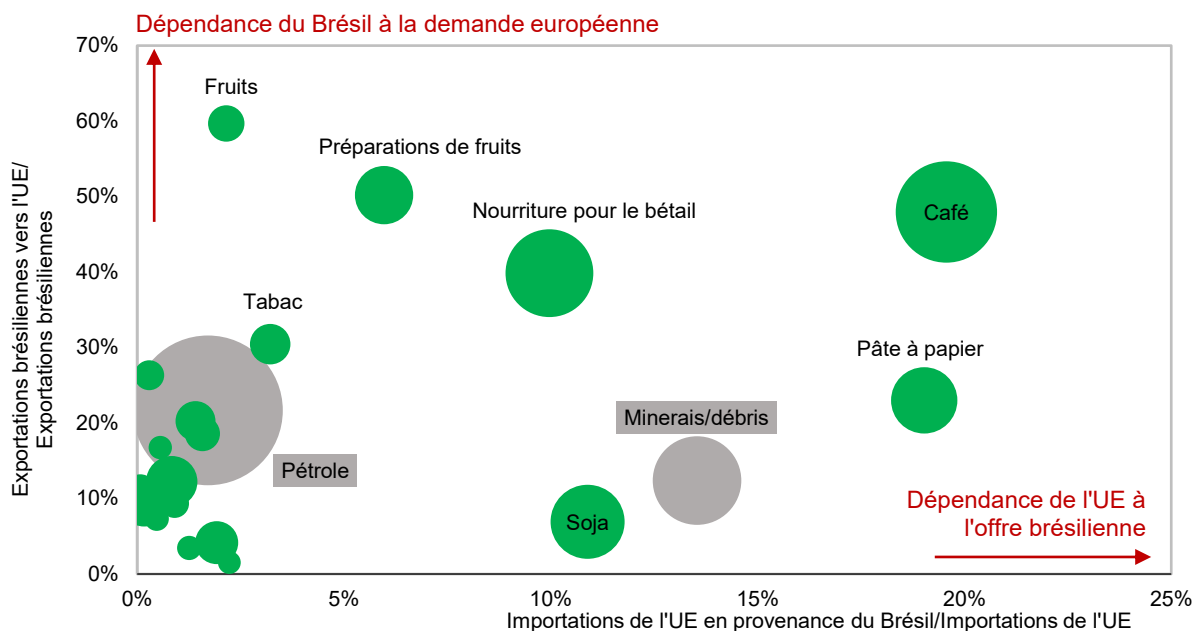 Dépendance du Brésil à la demande européenne
70%
60%
50%
40%
30%
20%
10%
0%
Exportations brésiliennes vers l'UE/
Exportations brésiliennes
Fruits
Préparations de fruits
Nourriture pour le bétail
Café
Tabac
Pâte à papier
Minerais/débris
Pétrole
Soja
Dépendance de l'UE à
l'offre brésilienne
0%
5%
10%
15%
20%
25%
Importations de l'UE en provenance du Brésil/Importations de l'UE